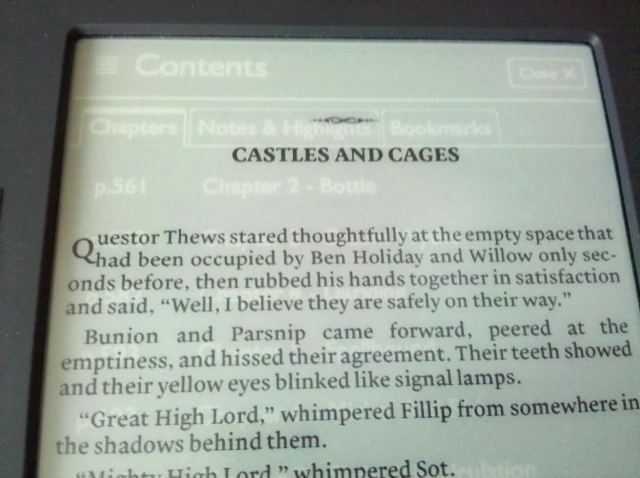 Contents
Close X
Chapters
Notes & Highlights
Bookmarks
CASTLES AND CAGES
p.561 Chapter 2 - Bottle
Questor Thews stared thoughtfully at the empty space that
had been occupied by Ben Holiday and Willow only sec-
onds before, then rubbed his hands together in satisfaction
and said, “Well, I believe they are safely on their way.”
Bunion and Parsnip came forward, peered at the
emptiness, and hissed their agreement. Their teeth showed
and their yellow eyes blinked like signal lamps.
“Great High Lord,” whimpered Fillip from somewhere in
the shadows behind them.
“Mighty High Lord,” whimpered Sot.